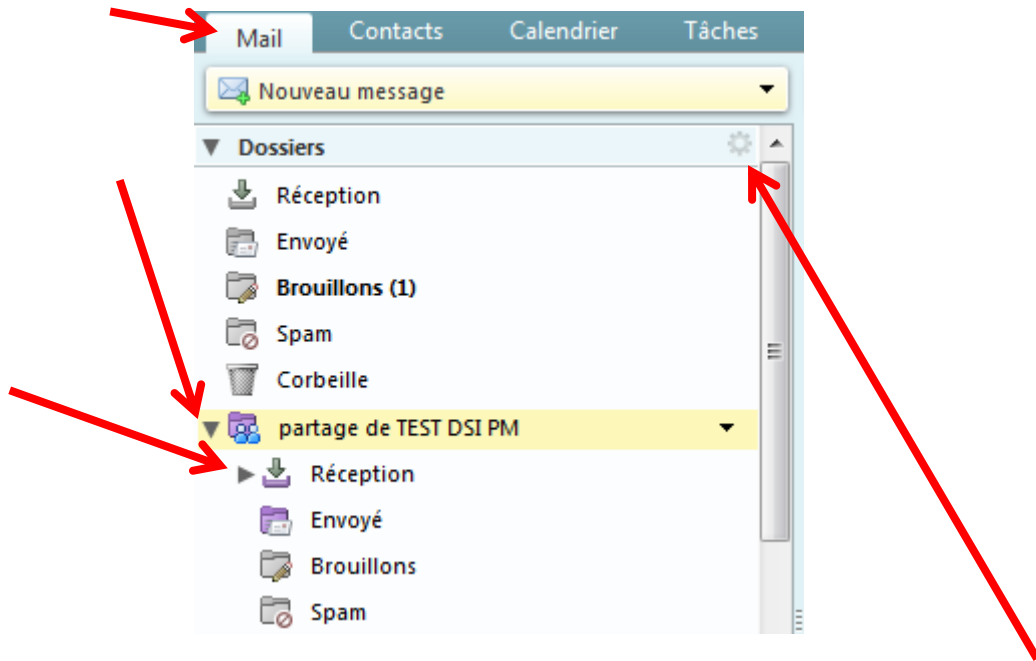 Mail Contacts Calendrier Tâches
Nouveau message
Dossiers
Réception
Envoyé
Brouillons (1)
Spam
Corbeille
partage de TEST DSI PM
Réception
Envoyé
Brouillons
Spam